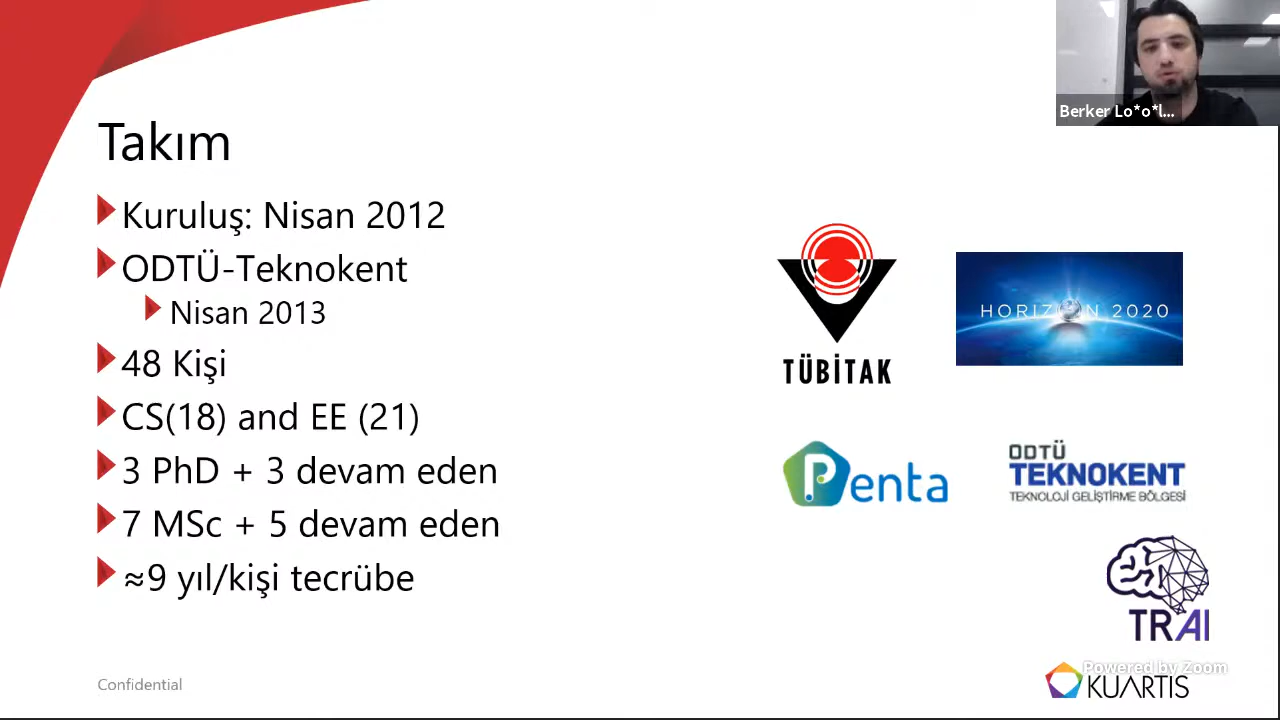 Berker Lo*o*l...
Takım
Kuruluş: Nisan 2012
ODTÜ-Teknokent
Nisan 2013
48 Kişi
CS(18) and EE (21)
3 PhD + 3 devam eden
7 MSc + 5 devam eden
≈9 yıl/kişi tecrübe
TÜBİTAK
HORIZON 2020
Penta
ODTÜ
TEKNOKENT
TEKNOLOJİ GELİŞTİRME BÖLGESİ
TRAI
Confidential
Powered by Zoom
KUARTIS